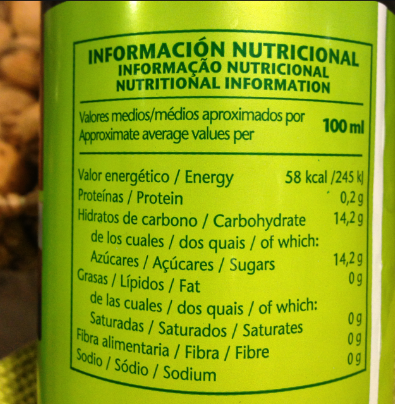 INFORMACIÓN NUTRICIONAL
INFORMAÇÃO NUTRICIONAL
NUTRITIONAL INFORMATION
Valores medios/médios aproximados por
Approximate average values per 100 ml
Valor energético / Energy 58 kcal /245 kJ
Proteínas / Protein 0,2 g
Hidratos de carbono / Carbohydrate 14,2 g
de los cuales / dos quais / of which:
Azúcares / Açúcares / Sugars 14,2 g
Grasas / Lípidos / Fat 0 g
de las cuales / dos quais / of which:
Saturadas / Saturados / Saturates 0 g
Fibra alimentaria / Fibra / Fibre 0 g
Sodio / Sódio / Sodium 0 g